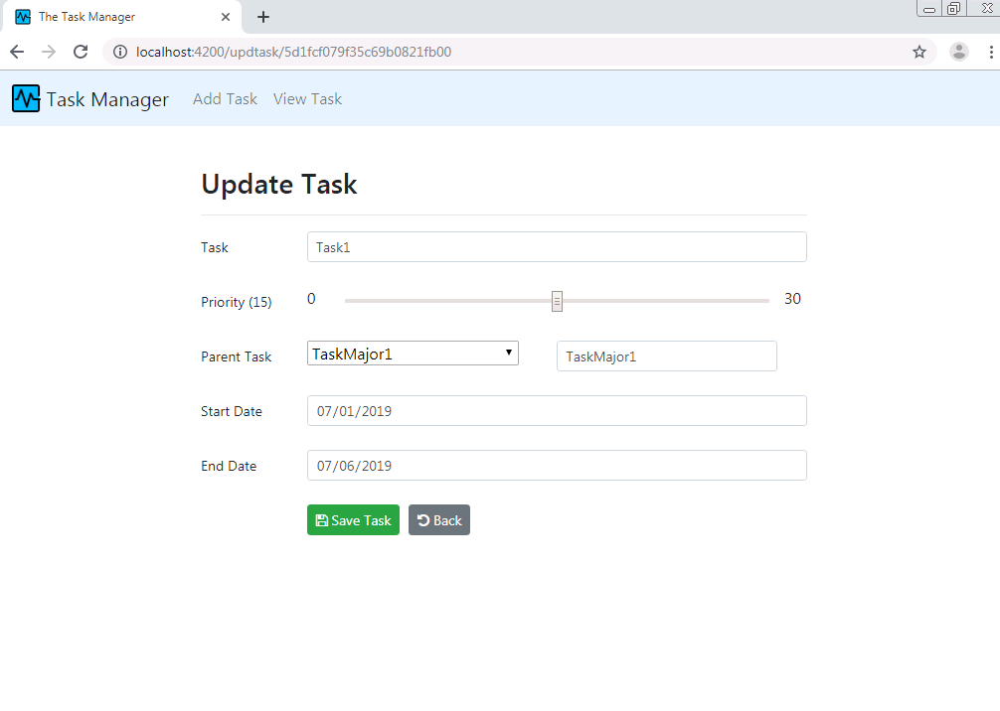 The Task Manager
localhost:4200/updtask/5d1fcf079f35c69b0821fb00
Task Manager Add Task View Task
Update Task
Task Task1
Priority (15) 0 30
Parent Task TaskMajor1 TaskMajor1
Start Date 07/01/2019
End Date 07/06/2019
Save Task Back